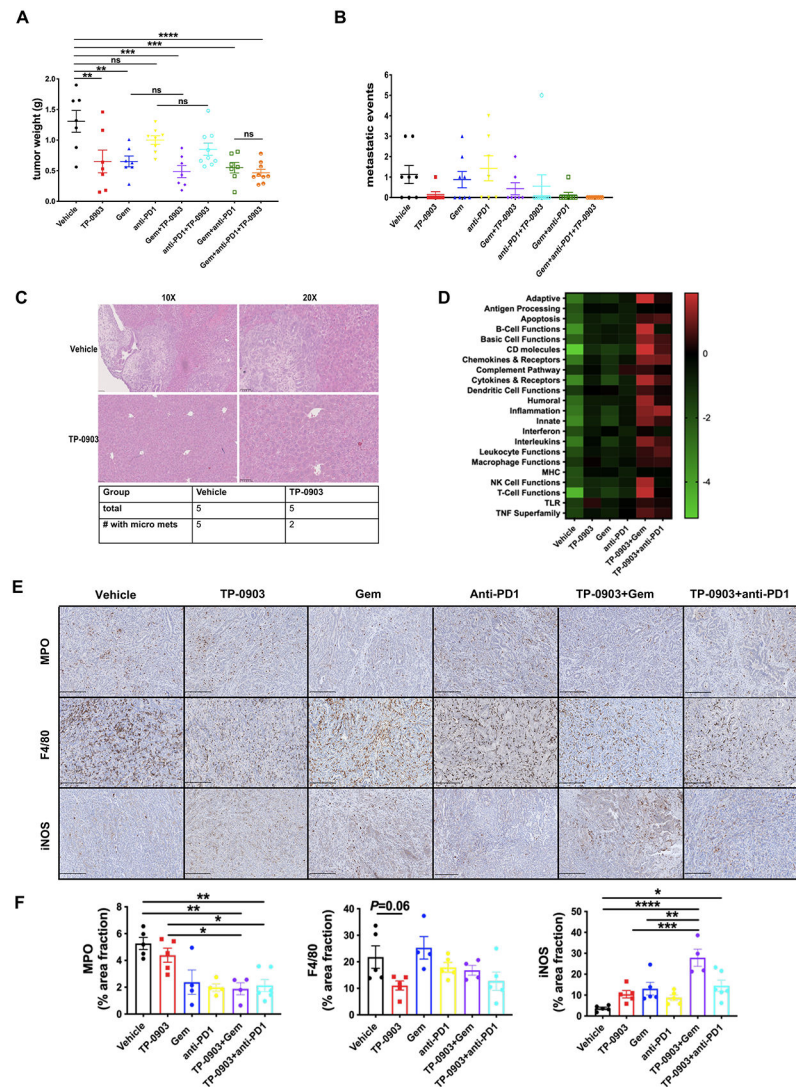 A
****
***
***
ns
**
**
ns
ns
ns
tumor weight (g)
2.0
1.5
1.0
0.5
0.0
Vehicle
TP-0903
Gem
anti-PD1
Gem+TP-0903
anti-PD1+TP-0903
Gem+anti-PD1
Gem+anti-PD1+TP-0903
B
metastatic events
6
5
4
3
2
1
0
Vehicle
TP-0903
Gem
anti-PD1
Gem+TP-0903
anti-PD1+TP-0903
Gem+anti-PD1
Gem+anti-PD1+TP-0903
C
10X 20X
Vehicle
TP-0903
Group Vehicle TP-0903
total 5 5
# with micro mets 5 2
D
Adaptive
Antigen Processing
Apoptosis
B-Cell Functions
Basic Cell Functions
CD molecules
Chemokines & Receptors
Complement Pathway
Cytokines & Receptors
Dendritic Cell Functions
Humoral
Inflammation
Innate
Interferon
Interleukins
Leukocyte Functions
Macrophage Functions
MHC
NK Cell Functions
T-Cell Functions
TLR
TNF Superfamily
Vehicle
TP-0903
Gem
anti-PD1
TP-0903+Gem
TP-0903+anti-PD1
0
-2
-4
E
Vehicle TP-0903 Gem Anti-PD1 TP-0903+Gem TP-0903+anti-PD1
MPO
F4/80
iNOS
F
MPO
(% area fraction)
8
6
4
2
0
**
**
*
*
Vehicle
TP-0903
Gem
anti-PD1
TP-0903+Gem
TP-0903+anti-PD1
F4/80
(% area fraction)
40
30
20
10
0
P=0.06
Vehicle
TP-0903
Gem
anti-PD1
TP-0903+Gem
TP-0903+anti-PD1
iNOS
(% area fraction)
50
40
30
20
10
0
*
****
**
***
Vehicle
TP-0903
Gem
anti-PD1
TP-0903+Gem
TP-0903+anti-PD1